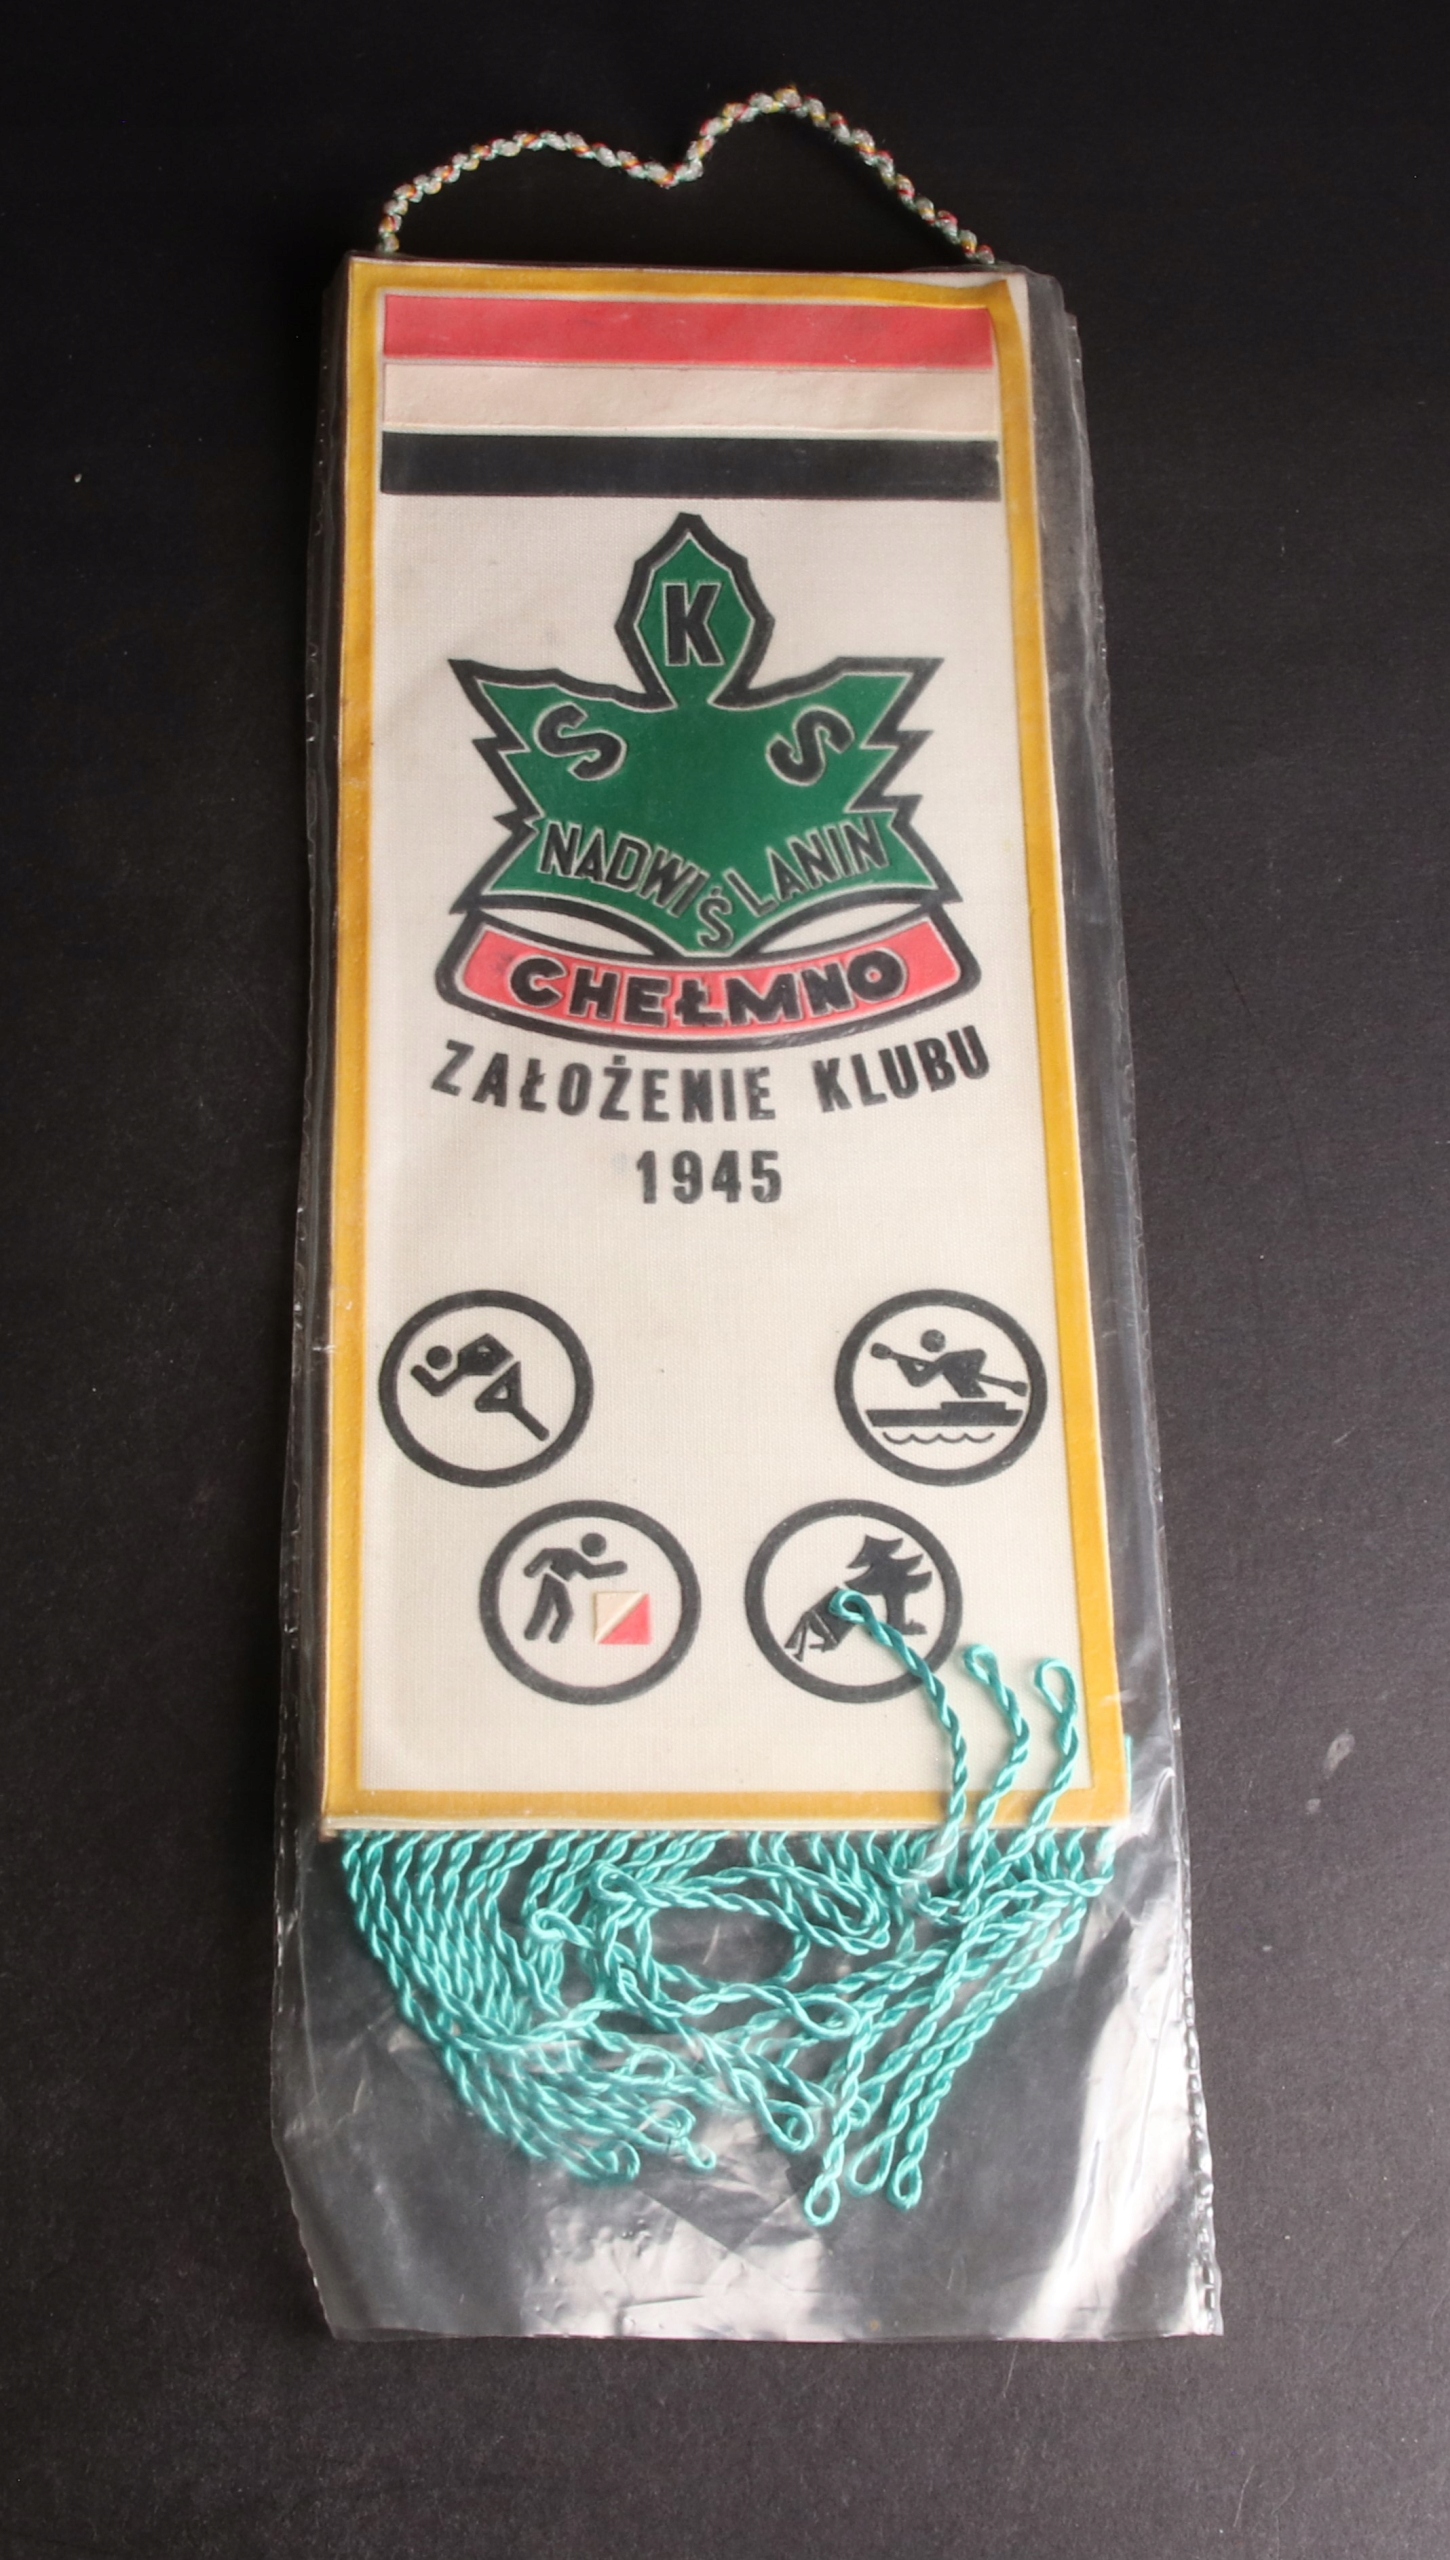 K
S S
NADWIŚLANIN
CHEŁMNO
ZAŁOŻENIE KLUBU
1945